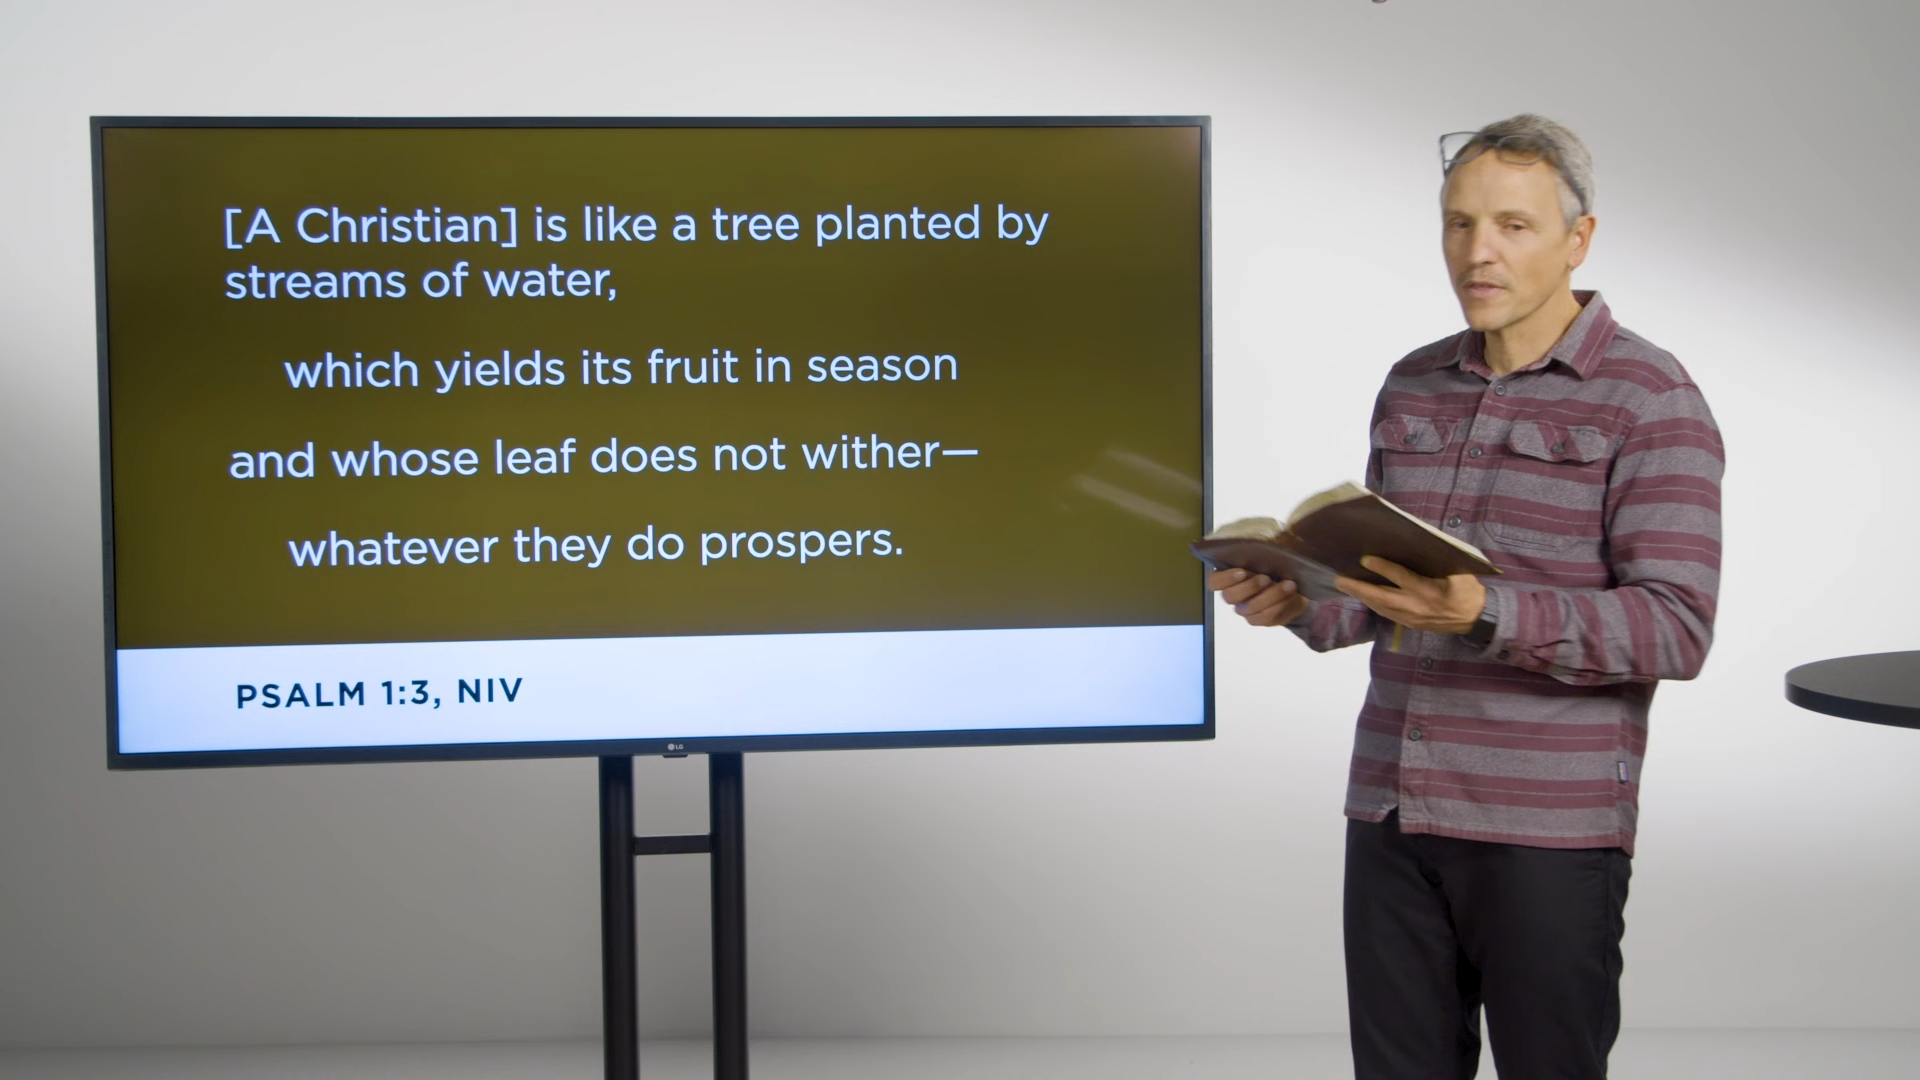 [A Christian] is like a tree planted by
streams of water,
which yields its fruit in season
and whose leaf does not wither—
whatever they do prospers.
PSALM 1:3, NIV
LG